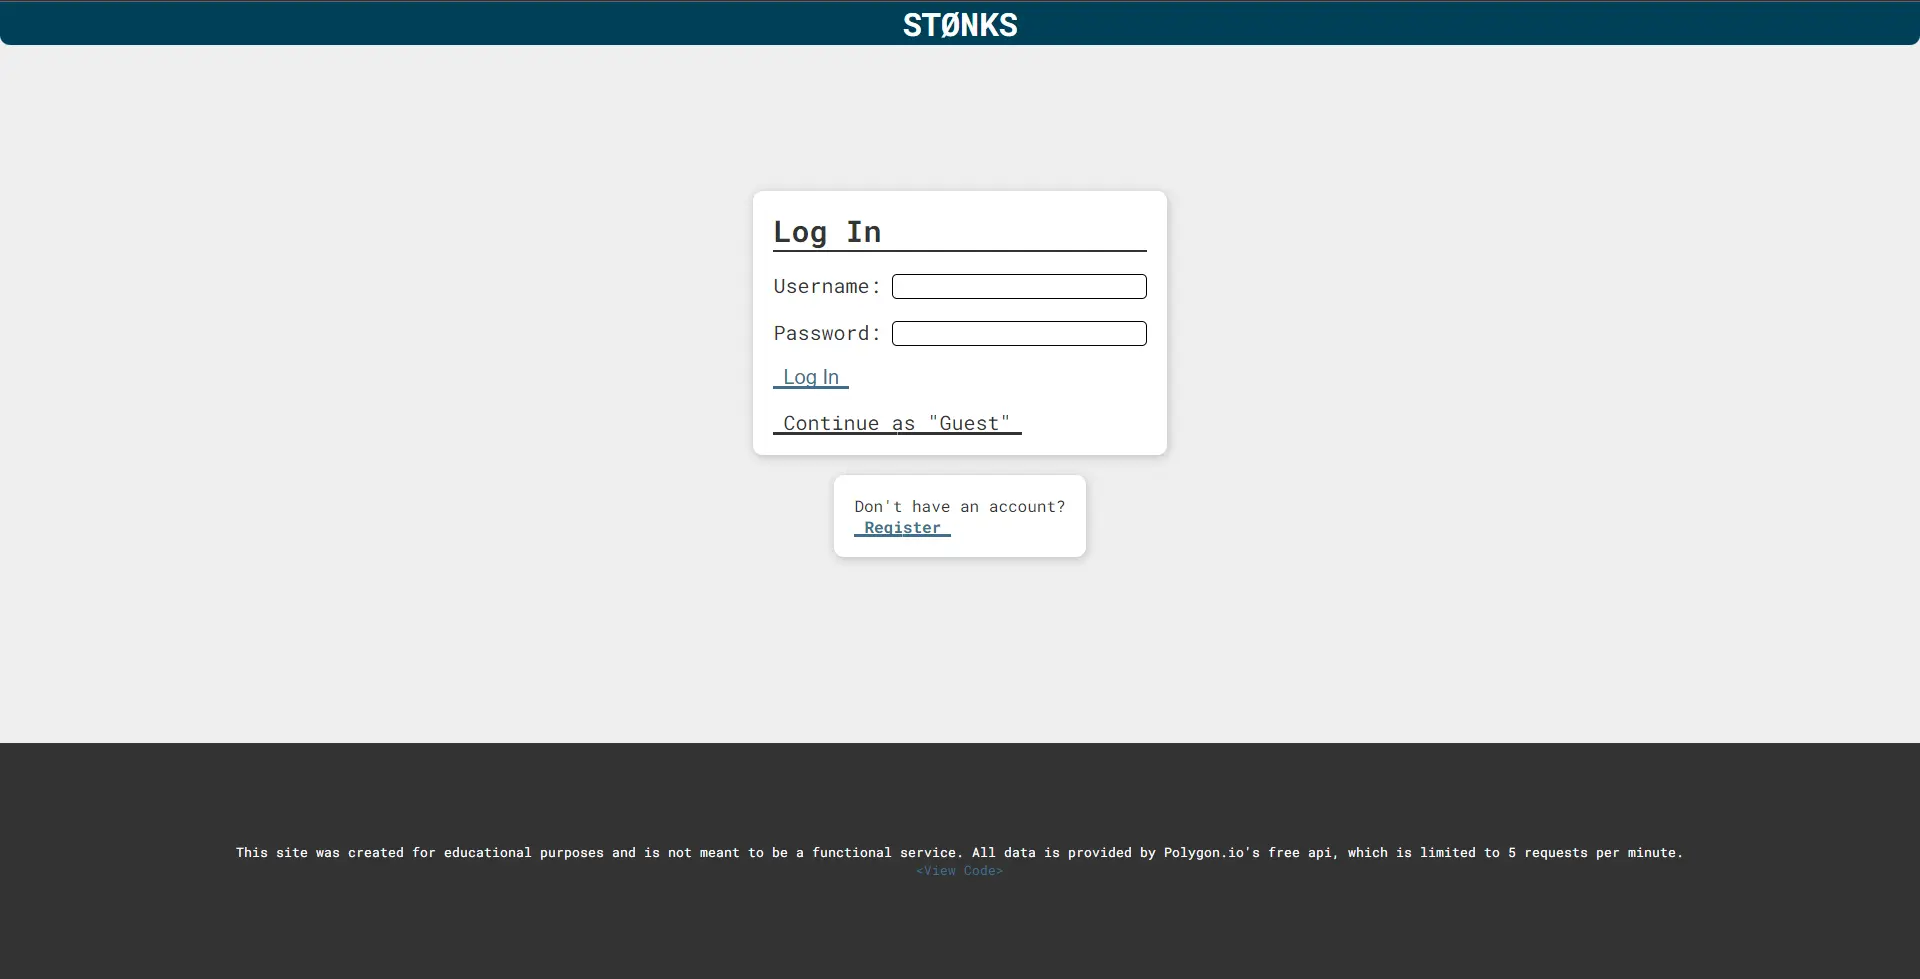 STØNKS
Log In
Username:
Password:
Log In
Continue as "Guest"
Don't have an account?
Register
This site was created for educational purposes and is not meant to be a functional service. All data is provided by Polygon.io's free api, which is limited to 5 requests per minute.
<View Code>